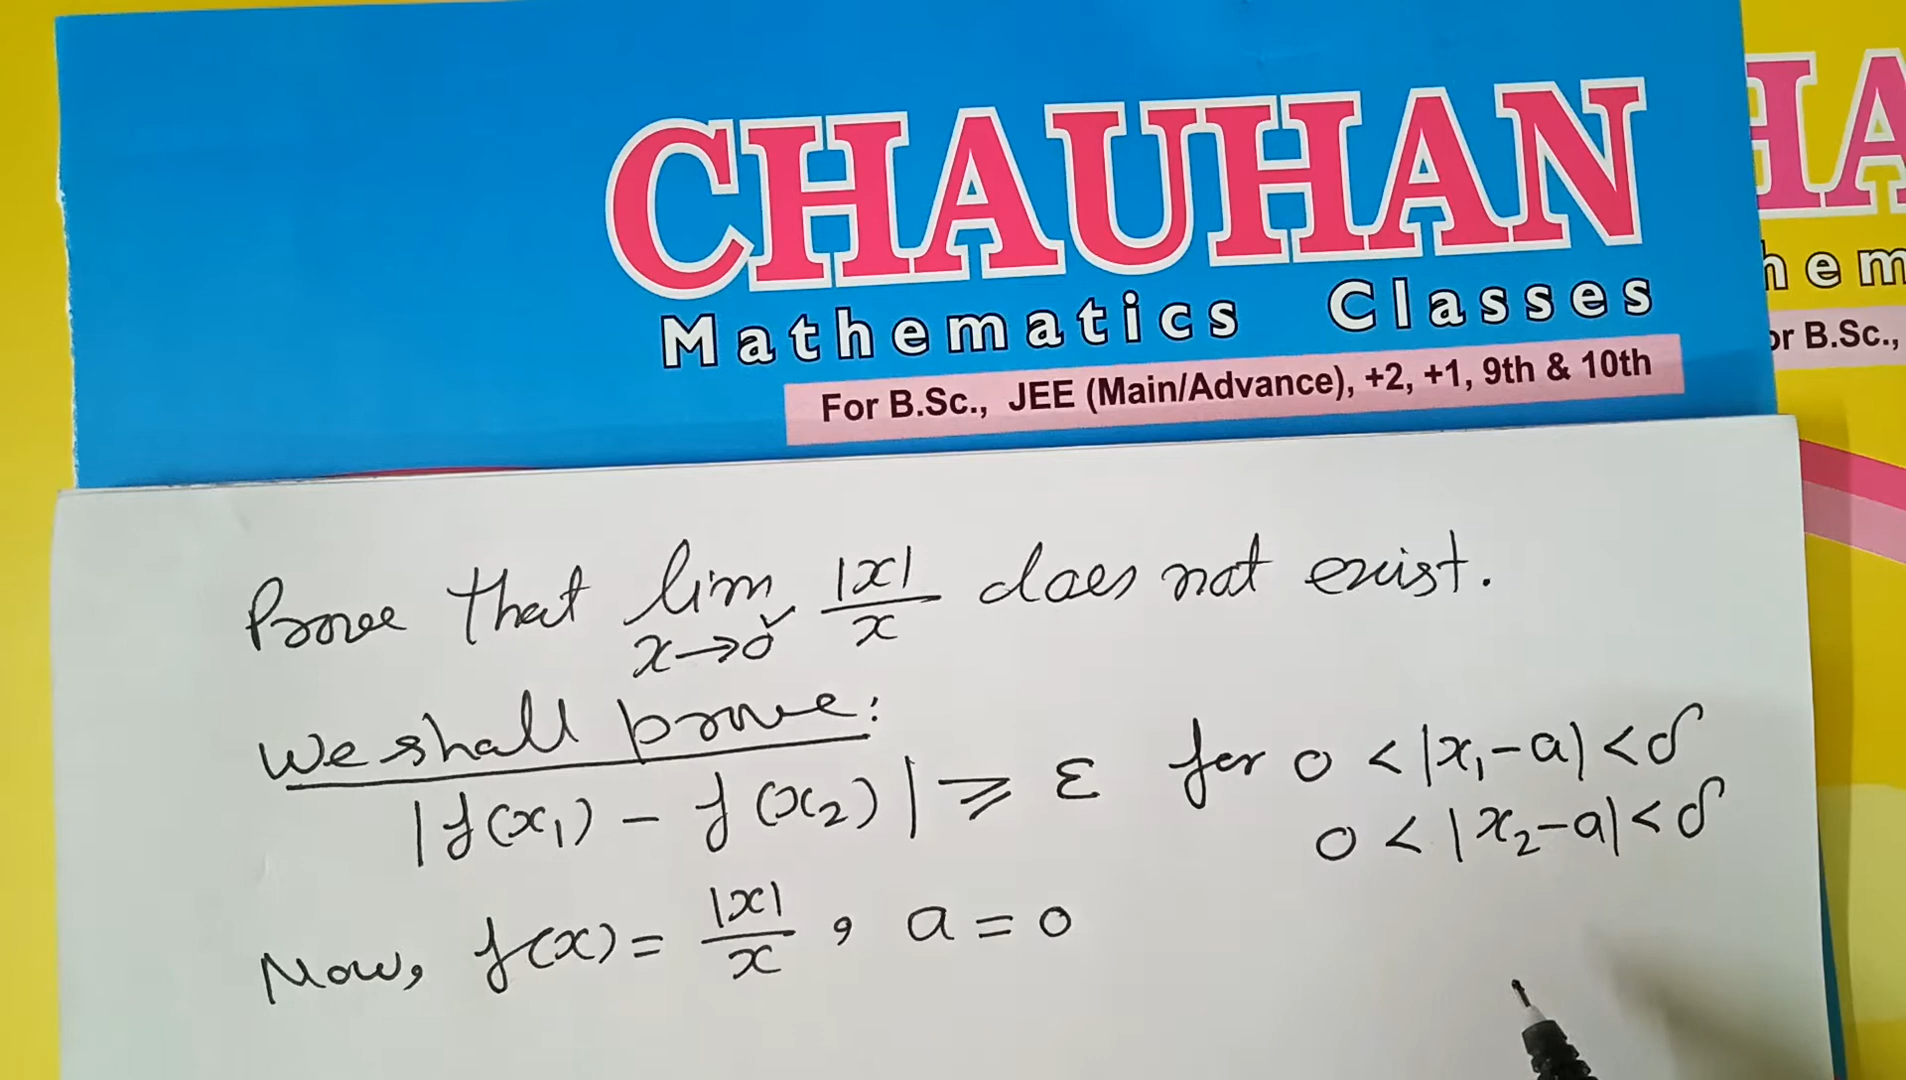 CHAUHAN
Mathematics Classes
For B.Sc., JEE (Main/Advance), +2, +1, 9th & 10th
HA
hem
or B.Sc.,
Prove that lim x→0 |x|/x does not exist.
We shall prove:
|f(x₁) - f(x₂)| ⩾ ε for 0 < |x₁-a| < δ
0 < |x₂-a| < δ
Now, f(x) = |x|/x , a = 0